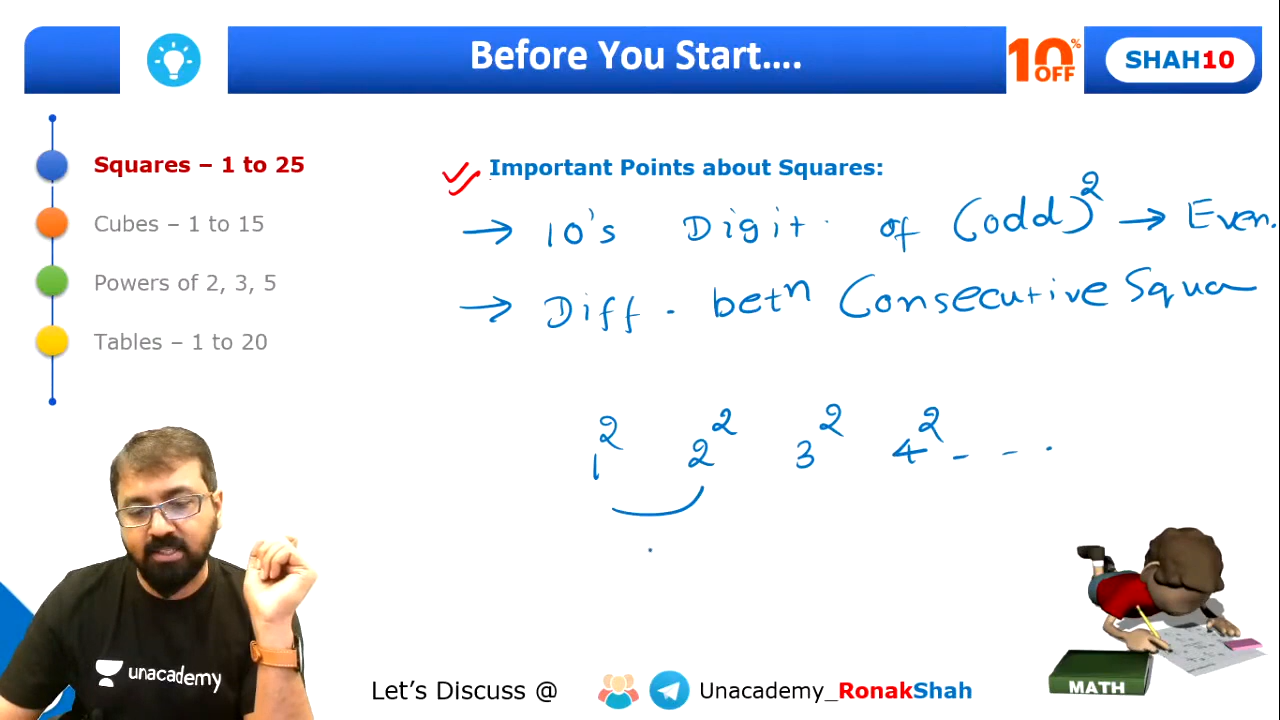 Before You Start....
10% OFF
SHAH10
Squares – 1 to 25
Cubes – 1 to 15
Powers of 2, 3, 5
Tables – 1 to 20
Important Points about Squares:
→ 10's Digit of (odd)² → Even.
→ Diff. betⁿ Consecutive Squa
1² 2² 3² 4² - - .
unacademy
MATH
Let's Discuss @ Unacademy_RonakShah